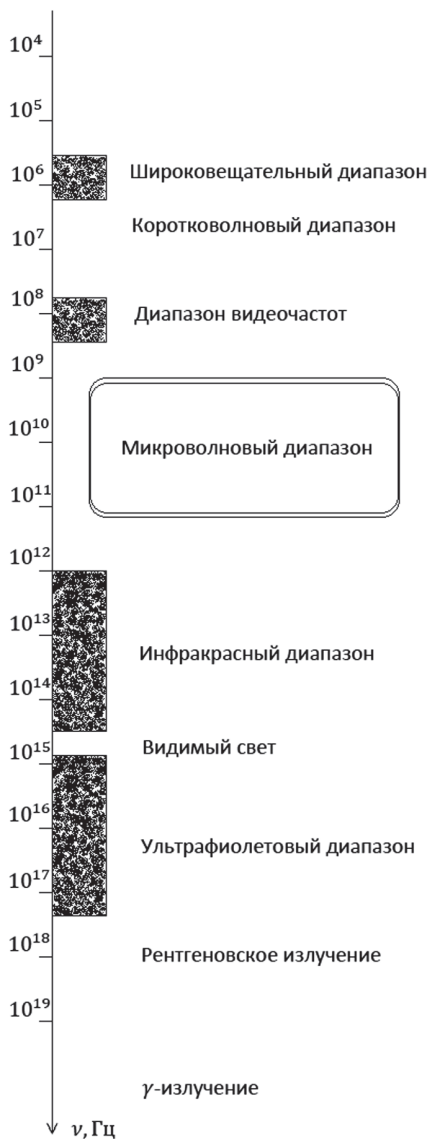 10⁴
10⁵
10⁶ Широковещательный диапазон
Коротковолновый диапазон
10⁷
10⁸ Диапазон видеочастот
10⁹
10¹⁰ Микроволновый диапазон
10¹¹
10¹²
10¹³ Инфракрасный диапазон
10¹⁴
10¹⁵ Видимый свет
10¹⁶
Ультрафиолетовый диапазон
10¹⁷
10¹⁸ Рентгеновское излучение
10¹⁹
γ-излучение
ν, Гц